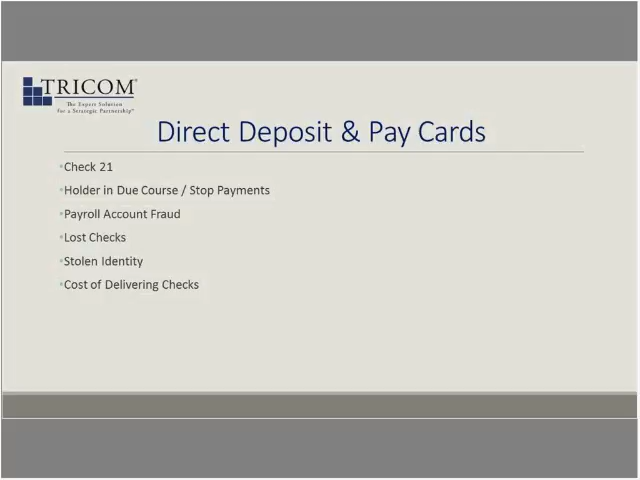 TRICOM®
The Expert Solution
For a Strategic Partnership℠
Direct Deposit & Pay Cards
•Check 21
•Holder in Due Course / Stop Payments
•Payroll Account Fraud
•Lost Checks
•Stolen Identity
•Cost of Delivering Checks